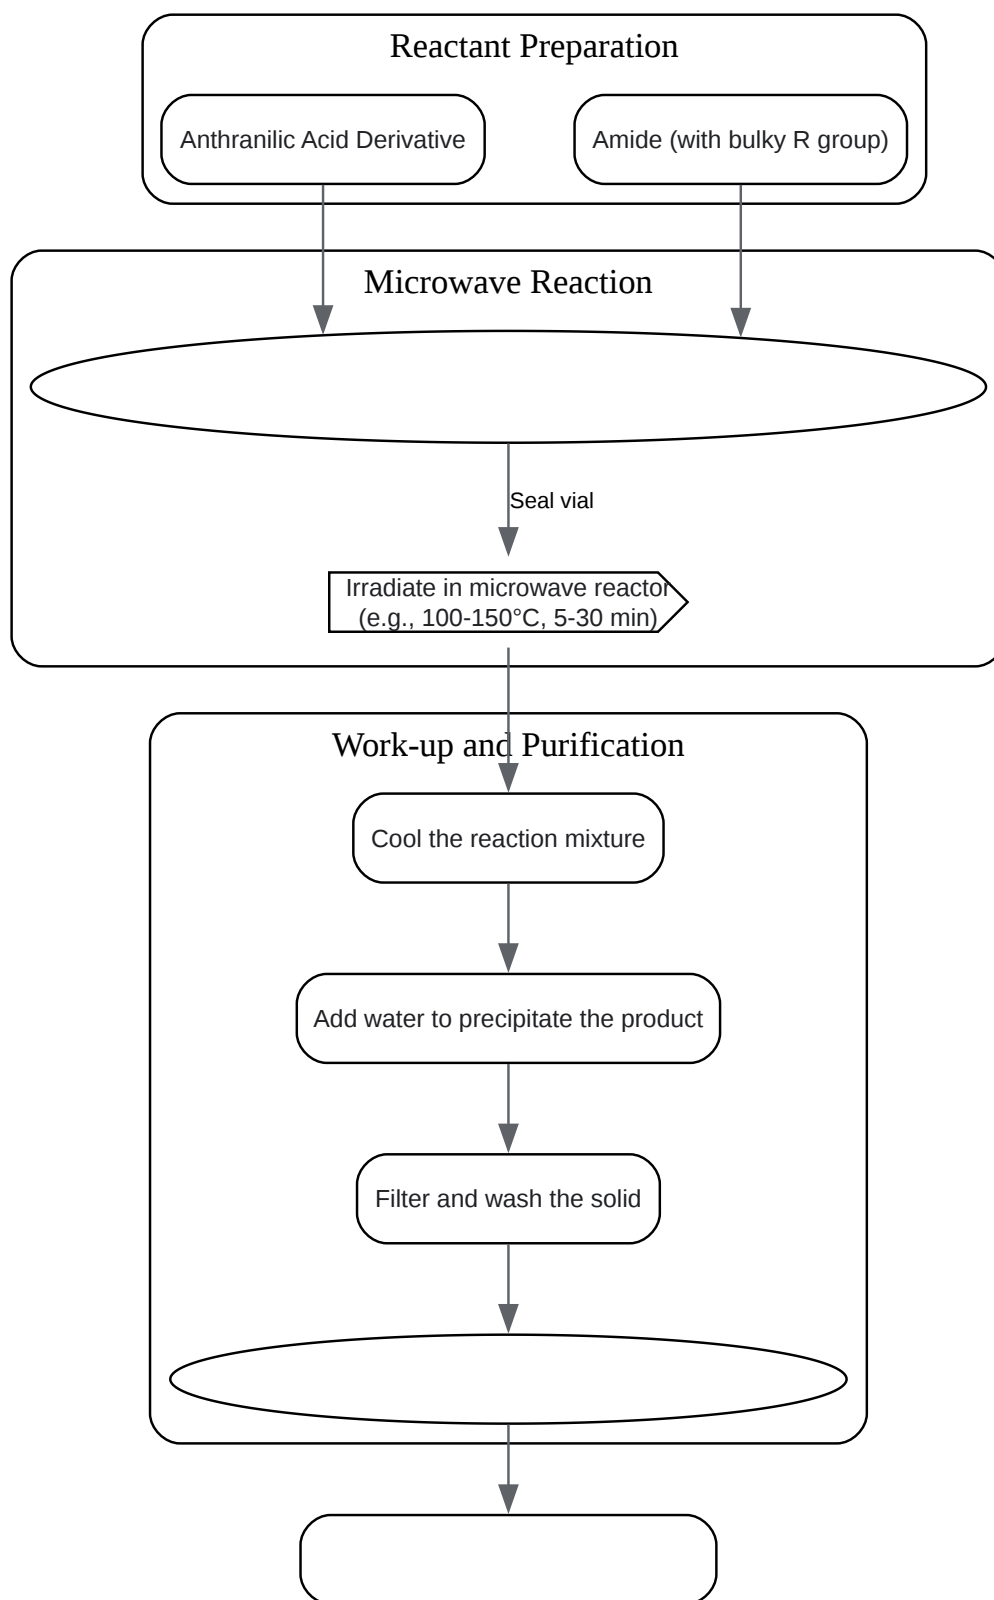 Reactant Preparation
Anthranilic Acid Derivative
Amide (with bulky R group)
Microwave Reaction
Seal vial
Irradiate in microwave reactor
(e.g., 100-150°C, 5-30 min)
Work-up and Purification
Cool the reaction mixture
Add water to precipitate the product
Filter and wash the solid